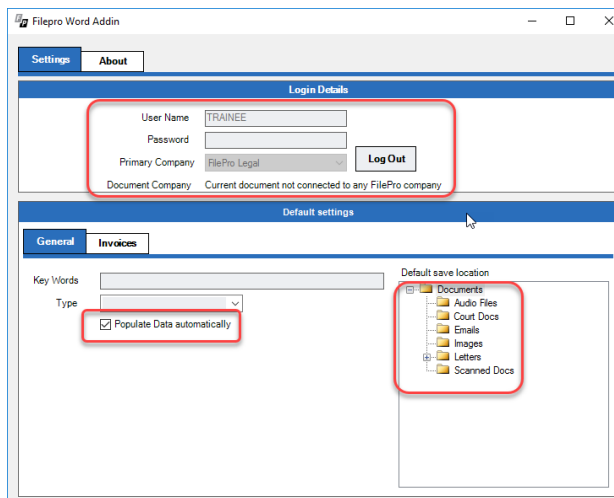 Filepro Word Addin
Settings About
Login Details
User Name TRAINEE
Password
Primary Company FilePro Legal
Log Out
Document Company Current document not connected to any FilePro company
Default settings
General Invoices
Key Words
Type
Populate Data automatically
Default save location
Documents
Audio Files
Court Docs
Emails
Images
Letters
Scanned Docs